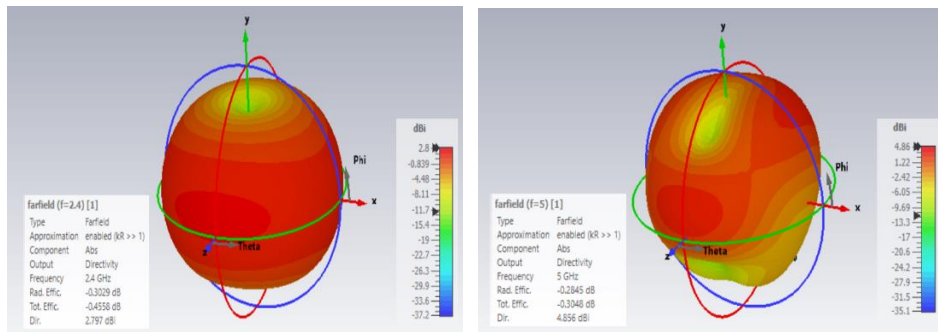 y
dBi
2.8
-0.839
-4.48
-8.11
-11.7
-15.4
-19
-22.7
-26.3
-29.9
-33.6
-37.2
Phi
x
Theta
z
farfield (f=2.4) [1]
Type Farfield
Approximation enabled (kR >> 1)
Component Abs
Output Directivity
Frequency 2.4 GHz
Rad. Effic. -0.3029 dB
Tot. Effic. -0.4558 dB
Dir. 2.797 dBi
y
dBi
4.86
1.22
-2.42
-6.05
-9.69
-13.3
-17
-20.6
-24.2
-27.9
-31.5
-35.1
Phi
x
Theta
z
farfield (f=5) [1]
Type Farfield
Approximation enabled (kR >> 1)
Component Abs
Output Directivity
Frequency 5 GHz
Rad. Effic. -0.2845 dB
Tot. Effic. -0.3048 dB
Dir. 4.856 dBi